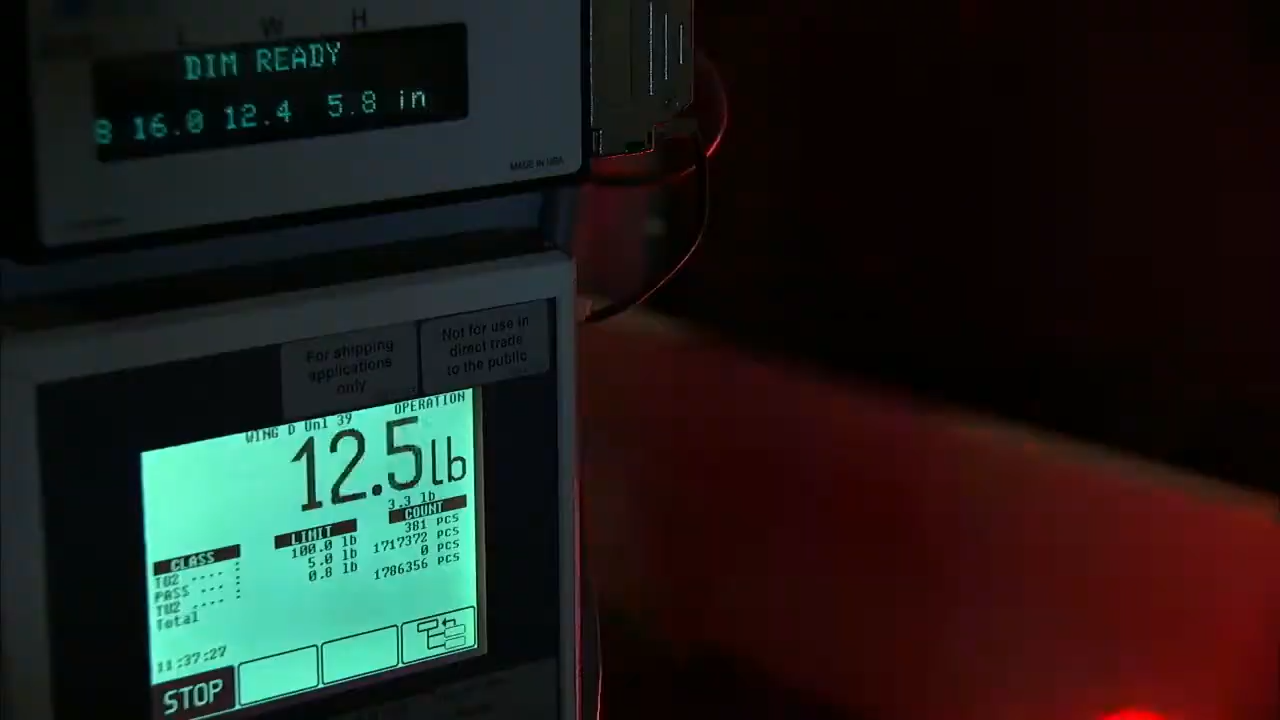 L W H
DIM READY
8 16.0 12.4 5.8 in
MADE IN USA
For shipping
applications
only
Not for use in
direct trade
to the public
OPERATION
WING D Uni 39
12.5 lb
3.3 lb
CLASS LIMIT COUNT
TU2 ---- : 100.0 lb 381 pcs
PASS ---- : 5.0 lb 1717372 pcs
TU2 ---- : 0.8 lb 0 pcs
Total 1786356 pcs
11:37:27
STOP